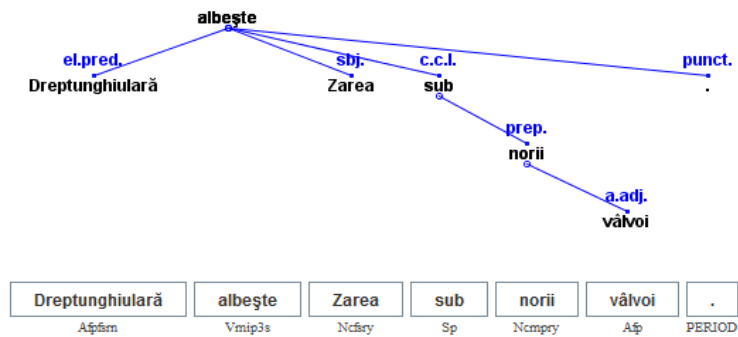 albeşte
el.pred. sbj. c.c.l. punct.
Dreptunghiulară Zarea sub .
prep.
norii
a.adj.
vâlvoi
Dreptunghiulară albeşte Zarea sub norii vâlvoi .
Afpfsrn Vmip3s Ncfsry Sp Ncmpry Afp PERIOD